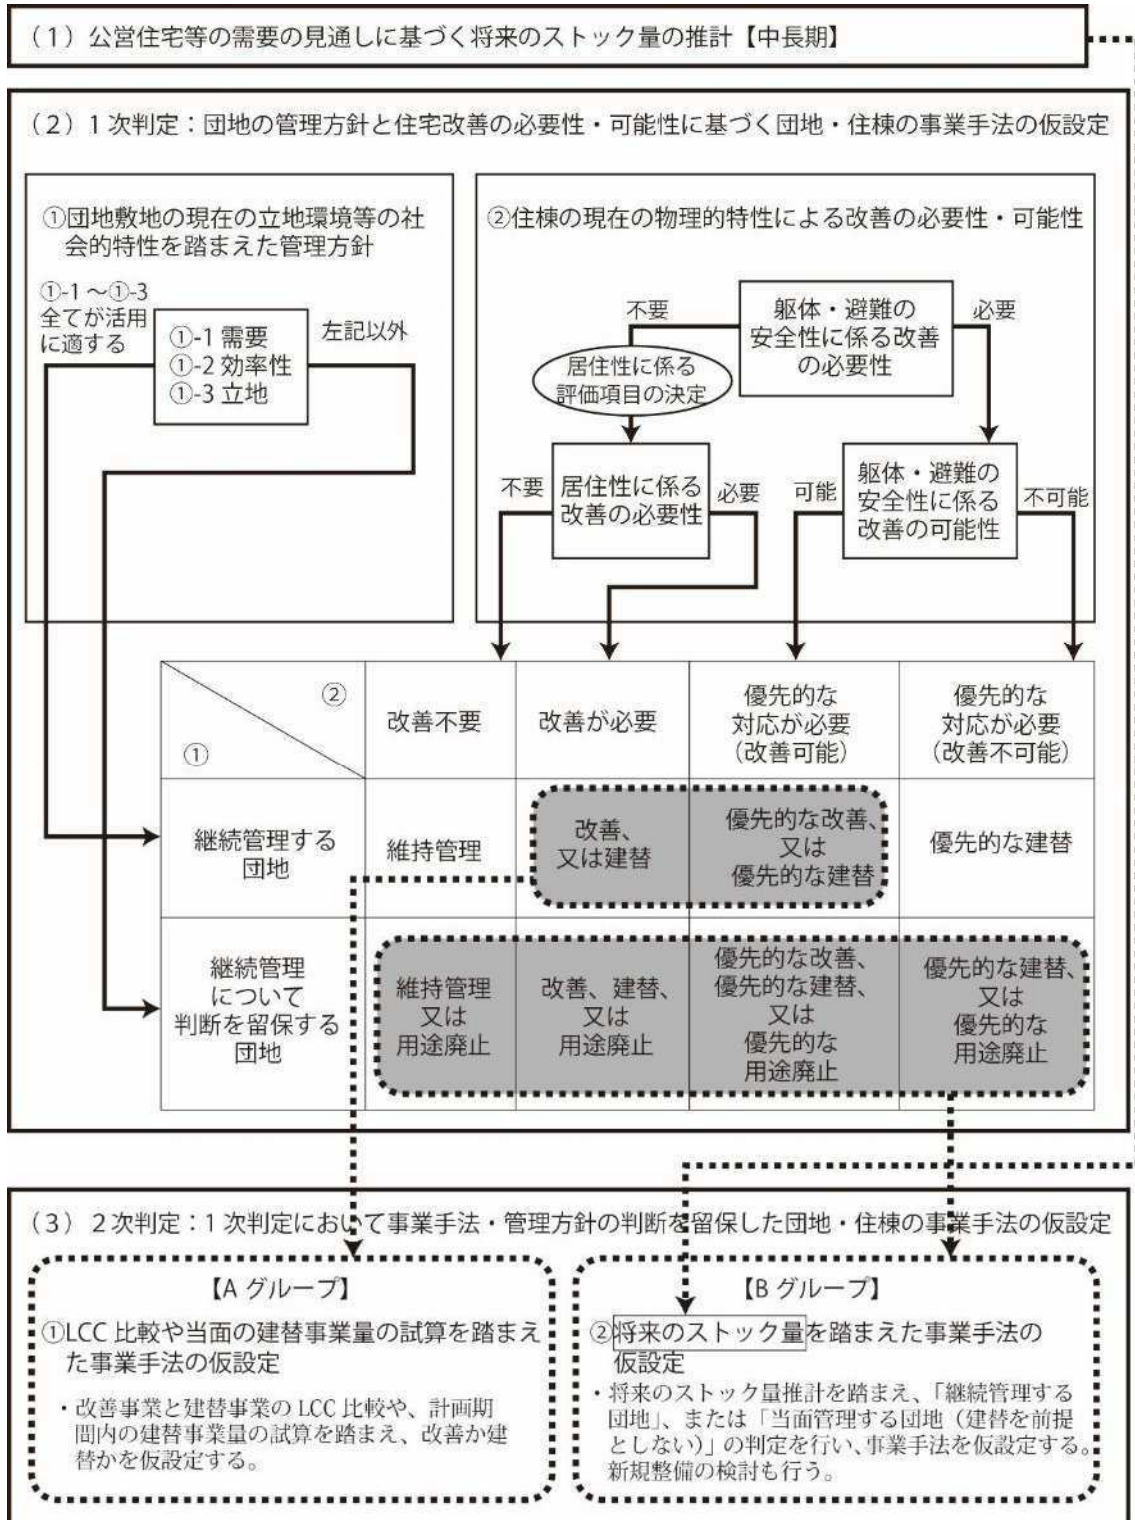 （1）公営住宅等の需要の見通しに基づく将来のストック量の推計【中長期】
（2）1次判定：団地の管理方針と住宅改善の必要性・可能性に基づく団地・住棟の事業手法の仮設定
①団地敷地の現在の立地環境等の社
会的特性を踏まえた管理方針
①-1～①-3
全てが活用
に適する
①-1 需要
①-2 効率性
①-3 立地
左記以外
②住棟の現在の物理的特性による改善の必要性・可能性
不要
躯体・避難の
安全性に係る改善
の必要性
必要
居住性に係る
評価項目の決定
不要
居住性に係る
改善の必要性
必要
可能
躯体・避難の
安全性に係る
改善の可能性
不可能
②
①
改善不要
改善が必要
優先的な
対応が必要
（改善可能）
優先的な
対応が必要
（改善不可能）
継続管理する
団地
維持管理
改善、
又は建替
優先的な改善、
又は
優先的な建替
優先的な建替
継続管理
について
判断を留保する
団地
維持管理
又は
用途廃止
改善、建替、
又は
用途廃止
優先的な改善、
優先的な建替、
又は
優先的な
用途廃止
優先的な建替、
又は
優先的な
用途廃止
（3）2次判定：1次判定において事業手法・管理方針の判断を留保した団地・住棟の事業手法の仮設定
【A グループ】
①LCC 比較や当面の建替事業量の試算を踏まえ
た事業手法の仮設定
・改善事業と建替事業の LCC 比較や、計画期
間内の建替事業量の試算を踏まえ、改善か建
替かを仮設定する。
【B グループ】
②将来のストック量を踏まえた事業手法の
仮設定
・将来のストック量推計を踏まえ、「継続管理する
団地」、または「当面管理する団地（建替を前提
としない）」の判定を行い、事業手法を仮設定する。
新規整備の検討も行う。